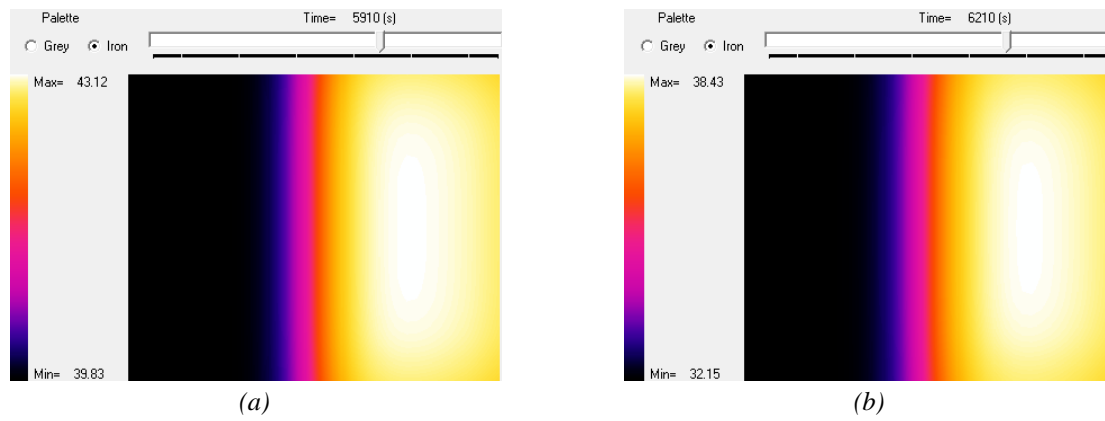 Palette Time= 5910 (s)
Grey Iron
Max= 43.12
Min= 39.83
(a)
Palette Time= 6210 (s)
Grey Iron
Max= 38.43
Min= 32.15
(b)